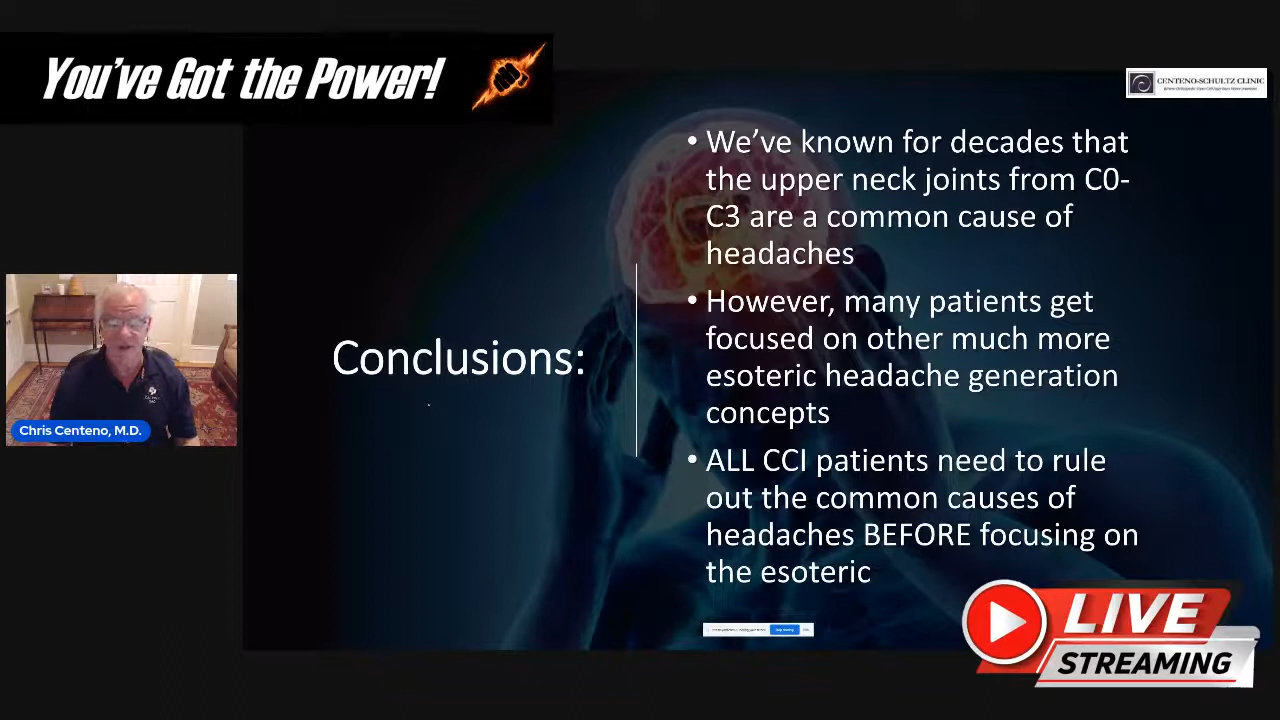 You've Got the Power!
CENTENO-SCHULTZ CLINIC
• We've known for decades that
the upper neck joints from C0-
C3 are a common cause of
headaches
• However, many patients get
focused on other much more
esoteric headache generation
concepts
• ALL CCI patients need to rule
out the common causes of
headaches BEFORE focusing on
the esoteric
Conclusions:
Chris Centeno, M.D.
LIVE
STREAMING